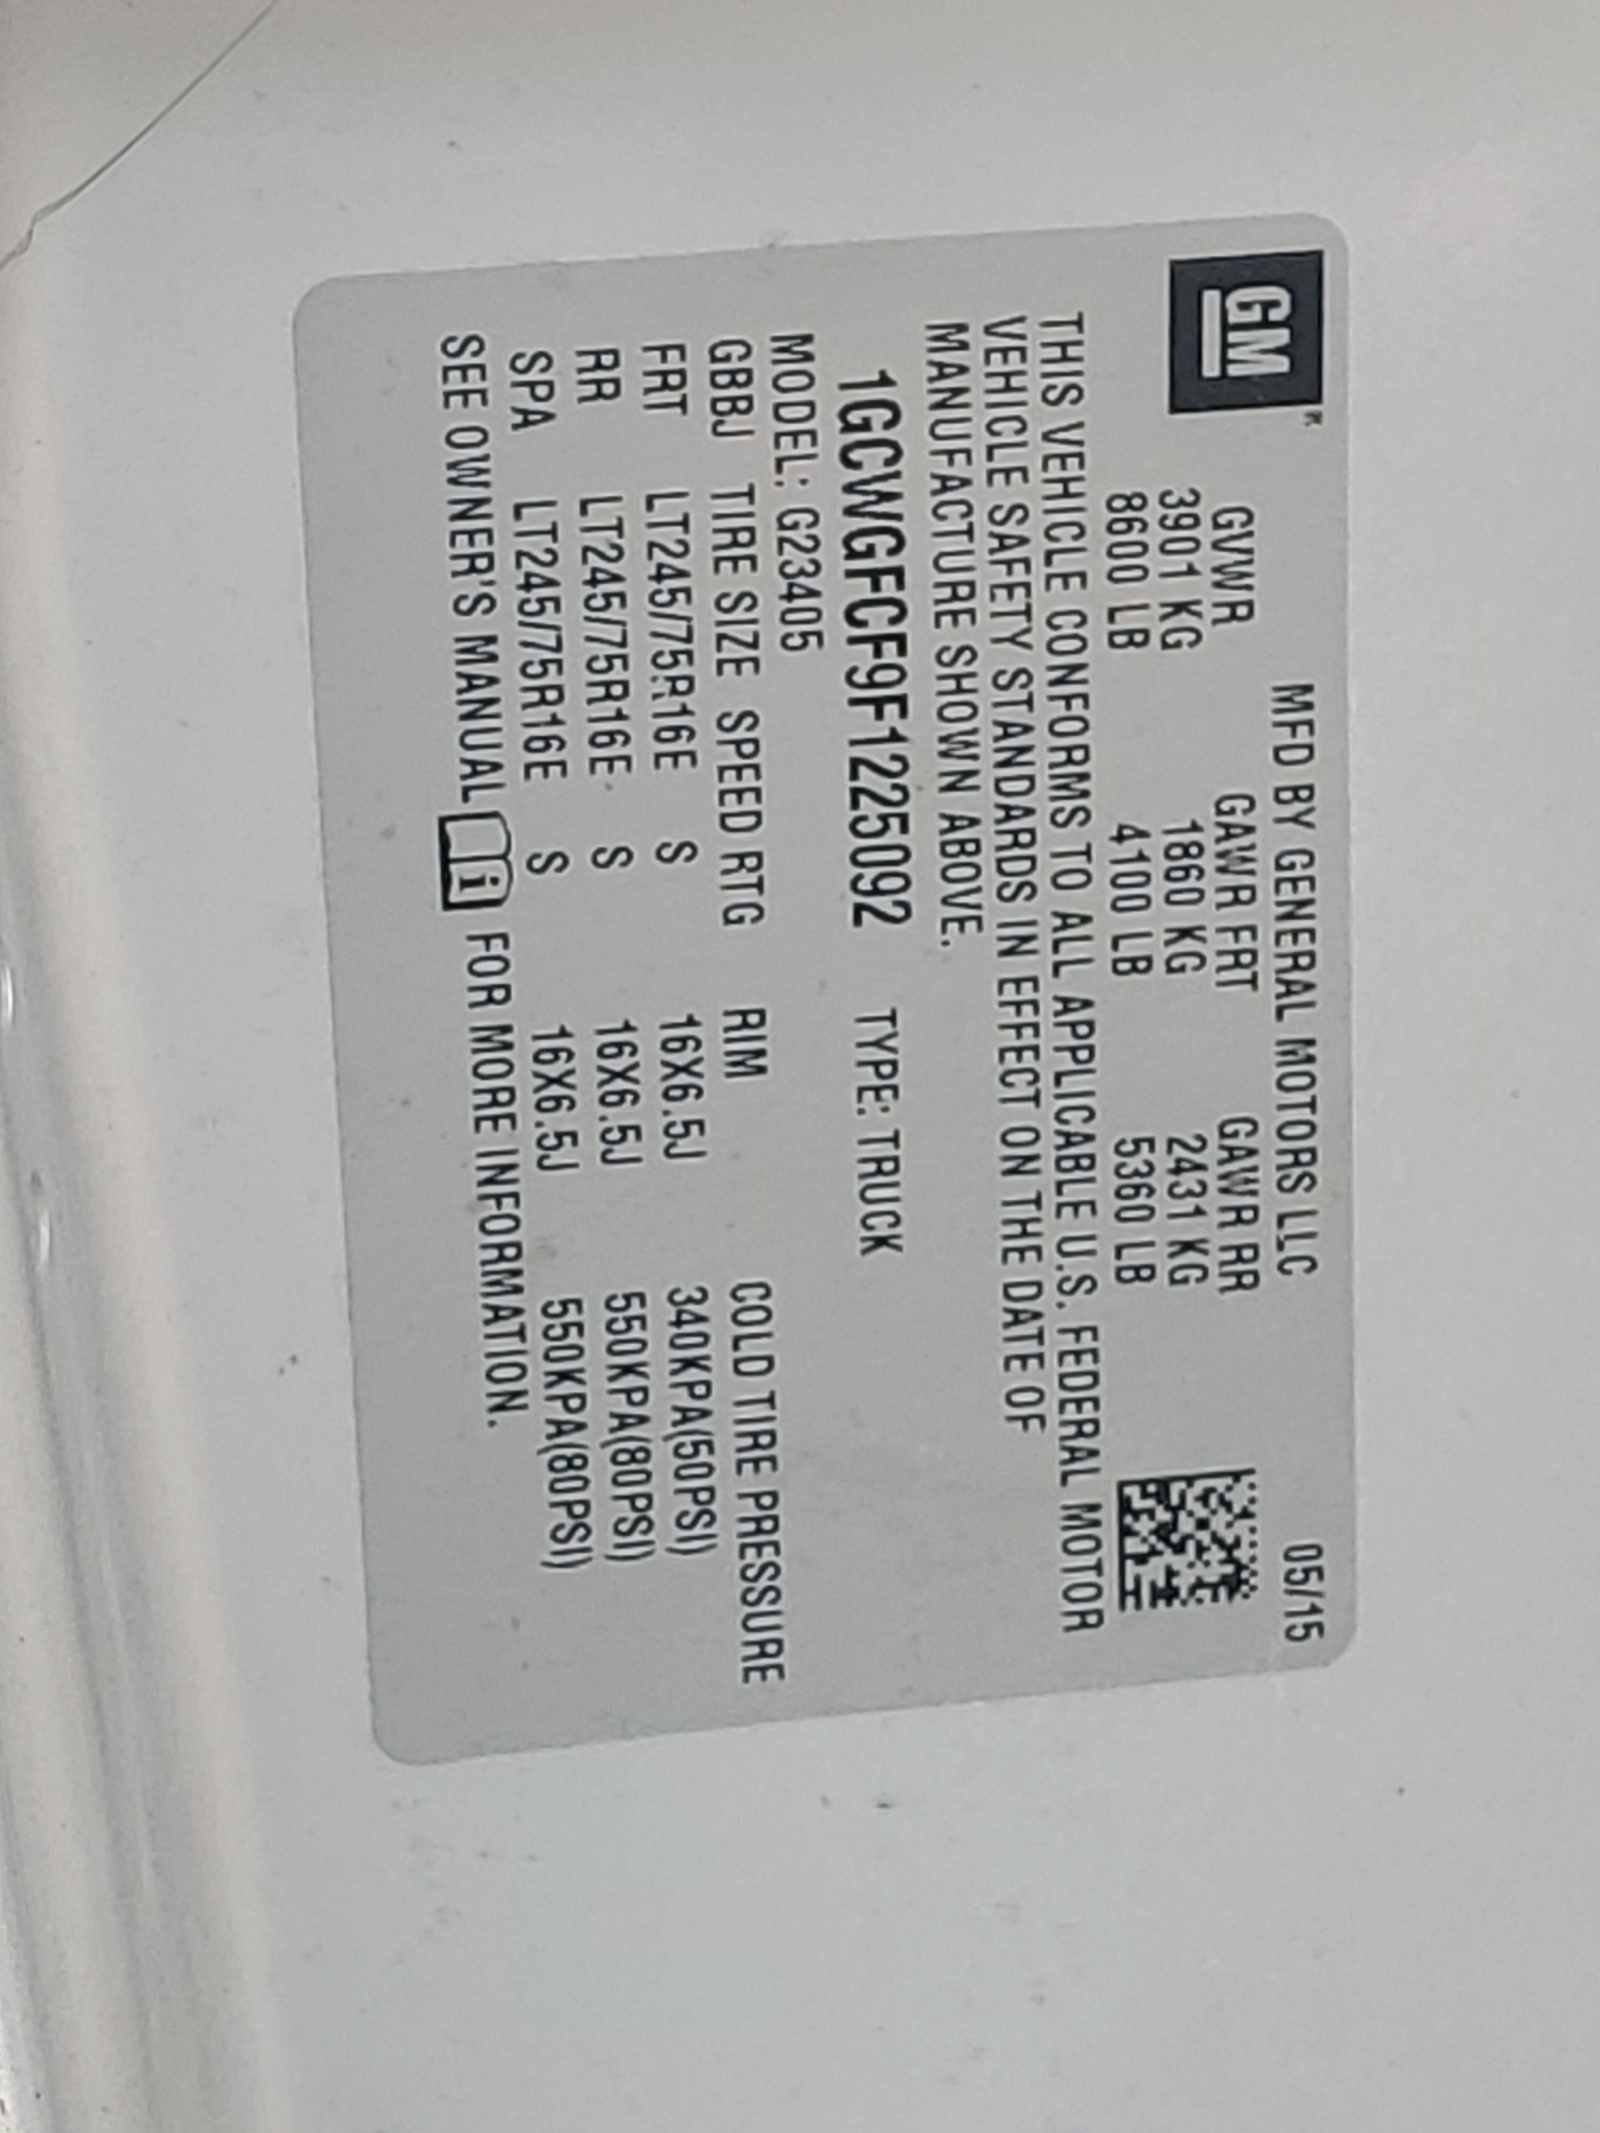 GM
MFD BY GENERAL MOTORS LLC 05/15
GVWR GAWR FRT GAWR RR
3901 KG 1860 KG 2431 KG
8600 LB 4100 LB 5360 LB
THIS VEHICLE CONFORMS TO ALL APPLICABLE U.S. FEDERAL MOTOR
VEHICLE SAFETY STANDARDS IN EFFECT ON THE DATE OF
MANUFACTURE SHOWN ABOVE.
1GCWGFCF9F1225092 TYPE: TRUCK
MODEL: G23405
GBBJ TIRE SIZE SPEED RTG RIM COLD TIRE PRESSURE
FRT LT245/75R16E S 16X6.5J 340KPA(50PSI)
RR LT245/75R16E S 16X6.5J 550KPA(80PSI)
SPA LT245/75R16E S 16X6.5J 550KPA(80PSI)
SEE OWNER'S MANUAL i FOR MORE INFORMATION.